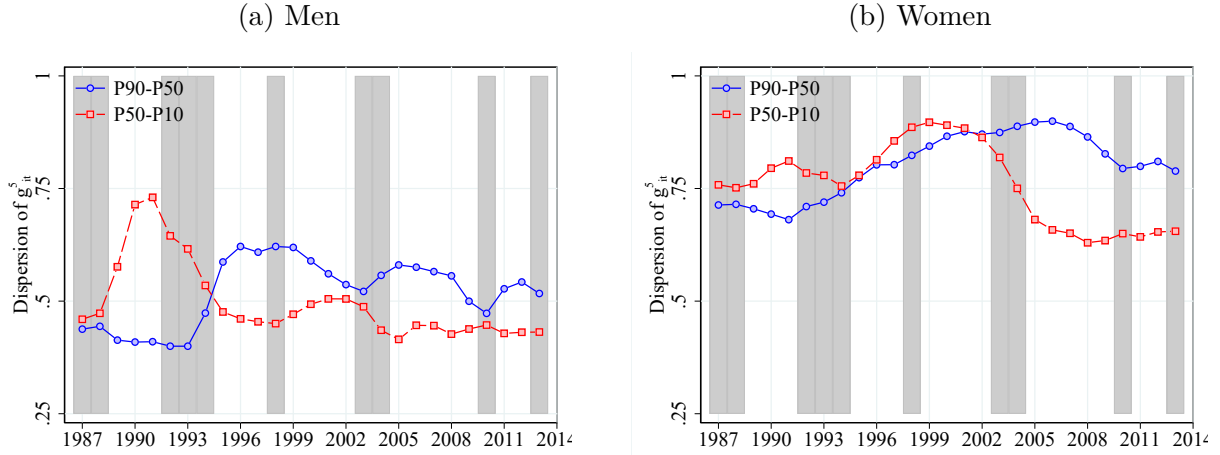 (a) Men
P90-P50
P50-P10
Dispersion of g⁵ᵢₜ
1
.75
.5
.25
1987 1990 1993 1996 1999 2002 2005 2008 2011 2014
(b) Women
P90-P50
P50-P10
Dispersion of g⁵ᵢₜ
1
.75
.5
.25
1987 1990 1993 1996 1999 2002 2005 2008 2011 2014